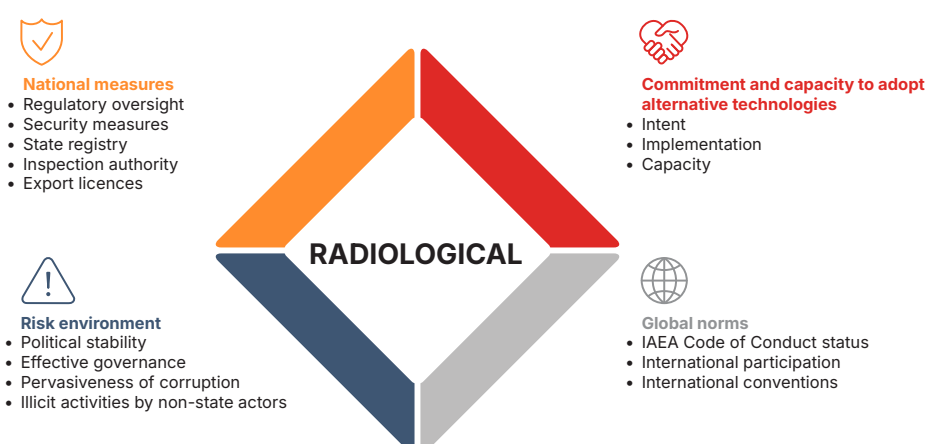 National measures
• Regulatory oversight
• Security measures
• State registry
• Inspection authority
• Export licences
Commitment and capacity to adopt
alternative technologies
• Intent
• Implementation
• Capacity
RADIOLOGICAL
Risk environment
• Political stability
• Effective governance
• Pervasiveness of corruption
• Illicit activities by non-state actors
Global norms
• IAEA Code of Conduct status
• International participation
• International conventions